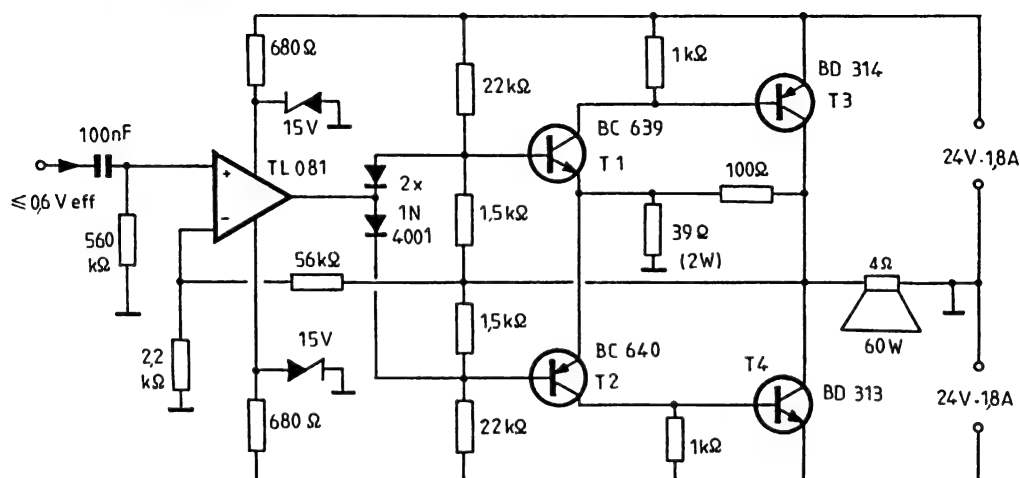 680Ω
15V
100nF
≤0,6 V eff
560
kΩ
+
TL081
−
22kΩ
2x
1N
4001
1,5kΩ
56kΩ
1,5kΩ
2,2
kΩ
15V
680 Ω
22kΩ
1kΩ
BD 314
T3
BC 639
T1
100Ω
39Ω
(2W)
24V-1,8A
4Ω
60W
BC 640
T2
T4
BD 313
1kΩ
24V-1,8A